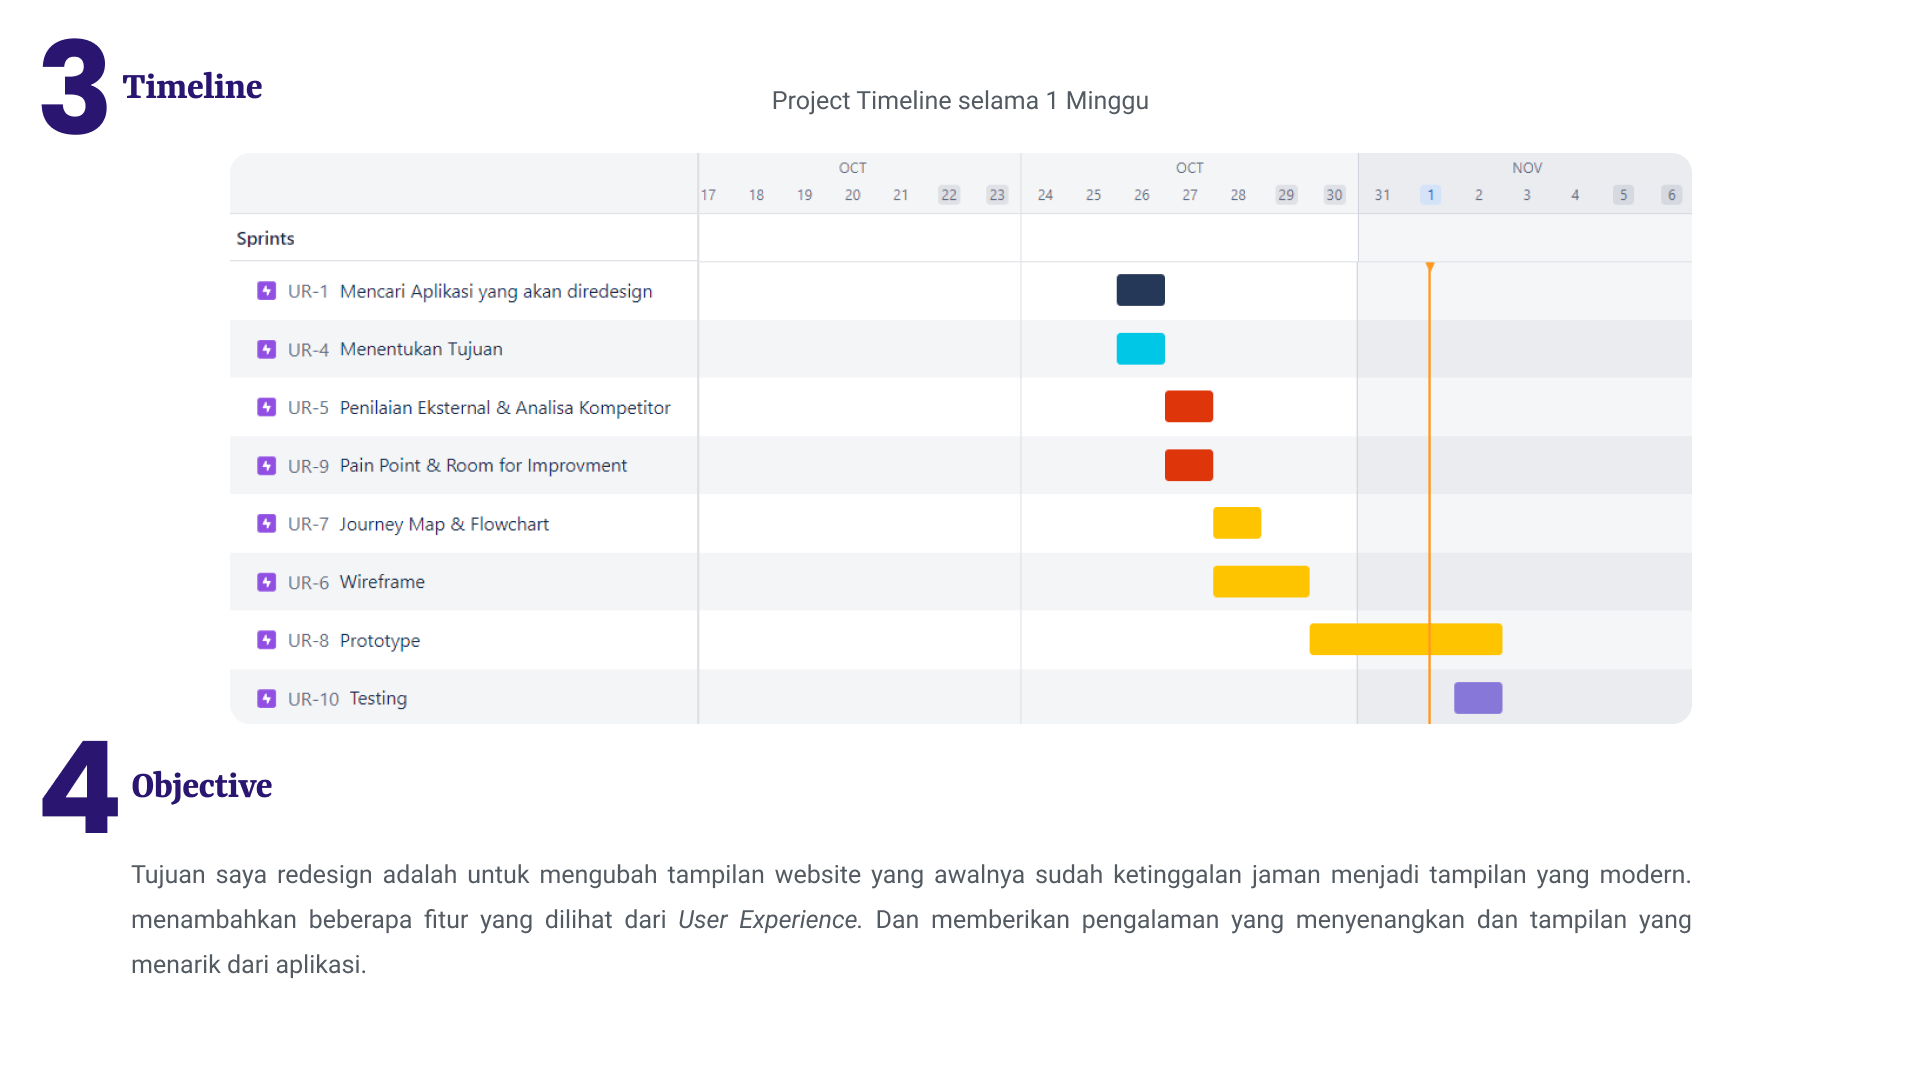 3 Timeline
Project Timeline selama 1 Minggu
OCT OCT NOV
17 18 19 20 21 22 23 24 25 26 27 28 29 30 31 1 2 3 4 5 6
Sprints
UR-1 Mencari Aplikasi yang akan diredesign
UR-4 Menentukan Tujuan
UR-5 Penilaian Eksternal & Analisa Kompetitor
UR-9 Pain Point & Room for Improvment
UR-7 Journey Map & Flowchart
UR-6 Wireframe
UR-8 Prototype
UR-10 Testing
4 Objective
Tujuan saya redesign adalah untuk mengubah tampilan website yang awalnya sudah ketinggalan jaman menjadi tampilan yang modern.
menambahkan beberapa fitur yang dilihat dari User Experience. Dan memberikan pengalaman yang menyenangkan dan tampilan yang
menarik dari aplikasi.